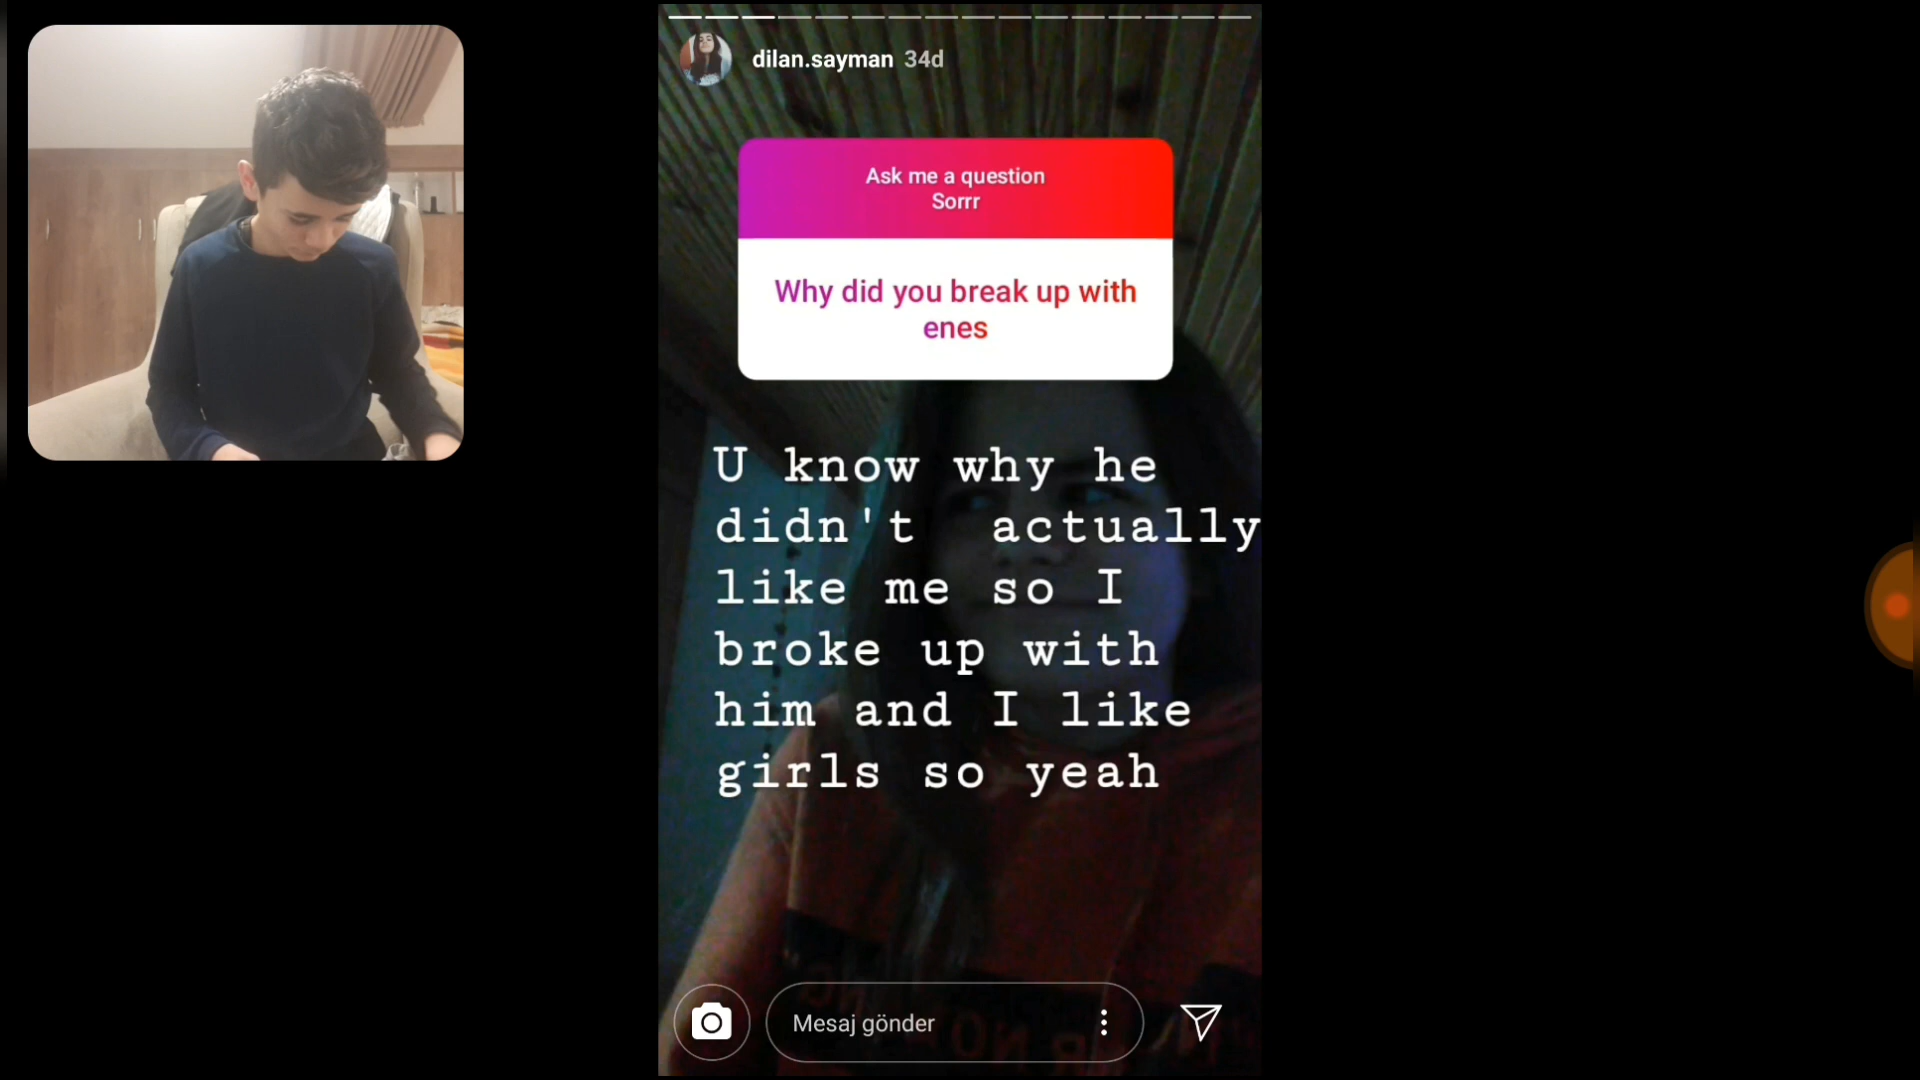 dilan.sayman 34d
Ask me a question
Sorrr
Why did you break up with
enes
U know why he
didn't actually
like me so I
broke up with
him and I like
girls so yeah
Mesaj gönder